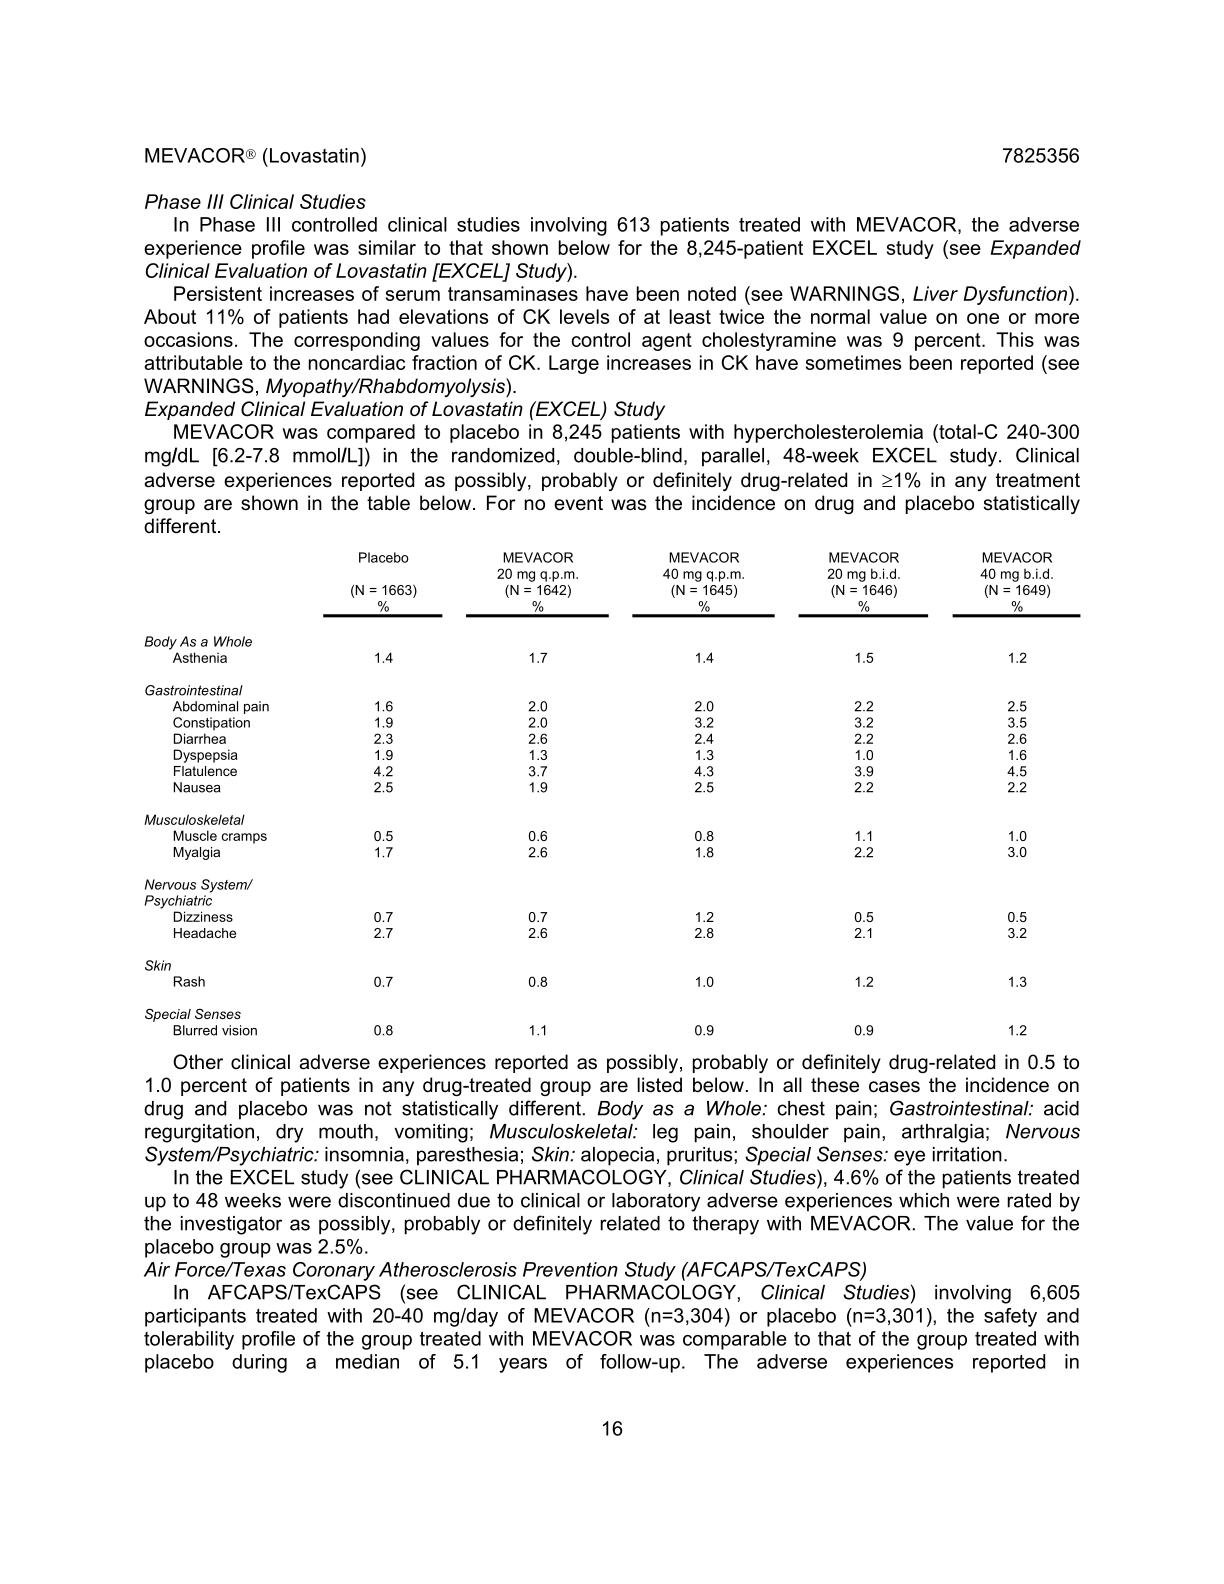 MEVACOR® (Lovastatin) 7825356
Phase III Clinical Studies
In Phase III controlled clinical studies involving 613 patients treated with MEVACOR, the adverse
experience profile was similar to that shown below for the 8,245-patient EXCEL study (see Expanded
Clinical Evaluation of Lovastatin [EXCEL] Study).
Persistent increases of serum transaminases have been noted (see WARNINGS, Liver Dysfunction).
About 11% of patients had elevations of CK levels of at least twice the normal value on one or more
occasions. The corresponding values for the control agent cholestyramine was 9 percent. This was
attributable to the noncardiac fraction of CK. Large increases in CK have sometimes been reported (see
WARNINGS, Myopathy/Rhabdomyolysis).
Expanded Clinical Evaluation of Lovastatin (EXCEL) Study
MEVACOR was compared to placebo in 8,245 patients with hypercholesterolemia (total-C 240-300
mg/dL [6.2-7.8 mmol/L]) in the randomized, double-blind, parallel, 48-week EXCEL study. Clinical
adverse experiences reported as possibly, probably or definitely drug-related in ≥1% in any treatment
group are shown in the table below. For no event was the incidence on drug and placebo statistically
different.
Placebo MEVACOR MEVACOR MEVACOR MEVACOR
20 mg q.p.m. 40 mg q.p.m. 20 mg b.i.d. 40 mg b.i.d.
(N = 1663) (N = 1642) (N = 1645) (N = 1646) (N = 1649)
% % % % %
Body As a Whole
Asthenia 1.4 1.7 1.4 1.5 1.2
Gastrointestinal
Abdominal pain 1.6 2.0 2.0 2.2 2.5
Constipation 1.9 2.0 3.2 3.2 3.5
Diarrhea 2.3 2.6 2.4 2.2 2.6
Dyspepsia 1.9 1.3 1.3 1.0 1.6
Flatulence 4.2 3.7 4.3 3.9 4.5
Nausea 2.5 1.9 2.5 2.2 2.2
Musculoskeletal
Muscle cramps 0.5 0.6 0.8 1.1 1.0
Myalgia 1.7 2.6 1.8 2.2 3.0
Nervous System/
Psychiatric
Dizziness 0.7 0.7 1.2 0.5 0.5
Headache 2.7 2.6 2.8 2.1 3.2
Skin
Rash 0.7 0.8 1.0 1.2 1.3
Special Senses
Blurred vision 0.8 1.1 0.9 0.9 1.2
Other clinical adverse experiences reported as possibly, probably or definitely drug-related in 0.5 to
1.0 percent of patients in any drug-treated group are listed below. In all these cases the incidence on
drug and placebo was not statistically different. Body as a Whole: chest pain; Gastrointestinal: acid
regurgitation, dry mouth, vomiting; Musculoskeletal: leg pain, shoulder pain, arthralgia; Nervous
System/Psychiatric: insomnia, paresthesia; Skin: alopecia, pruritus; Special Senses: eye irritation.
In the EXCEL study (see CLINICAL PHARMACOLOGY, Clinical Studies), 4.6% of the patients treated
up to 48 weeks were discontinued due to clinical or laboratory adverse experiences which were rated by
the investigator as possibly, probably or definitely related to therapy with MEVACOR. The value for the
placebo group was 2.5%.
Air Force/Texas Coronary Atherosclerosis Prevention Study (AFCAPS/TexCAPS)
In AFCAPS/TexCAPS (see CLINICAL PHARMACOLOGY, Clinical Studies) involving 6,605
participants treated with 20-40 mg/day of MEVACOR (n=3,304) or placebo (n=3,301), the safety and
tolerability profile of the group treated with MEVACOR was comparable to that of the group treated with
placebo during a median of 5.1 years of follow-up. The adverse experiences reported in
16